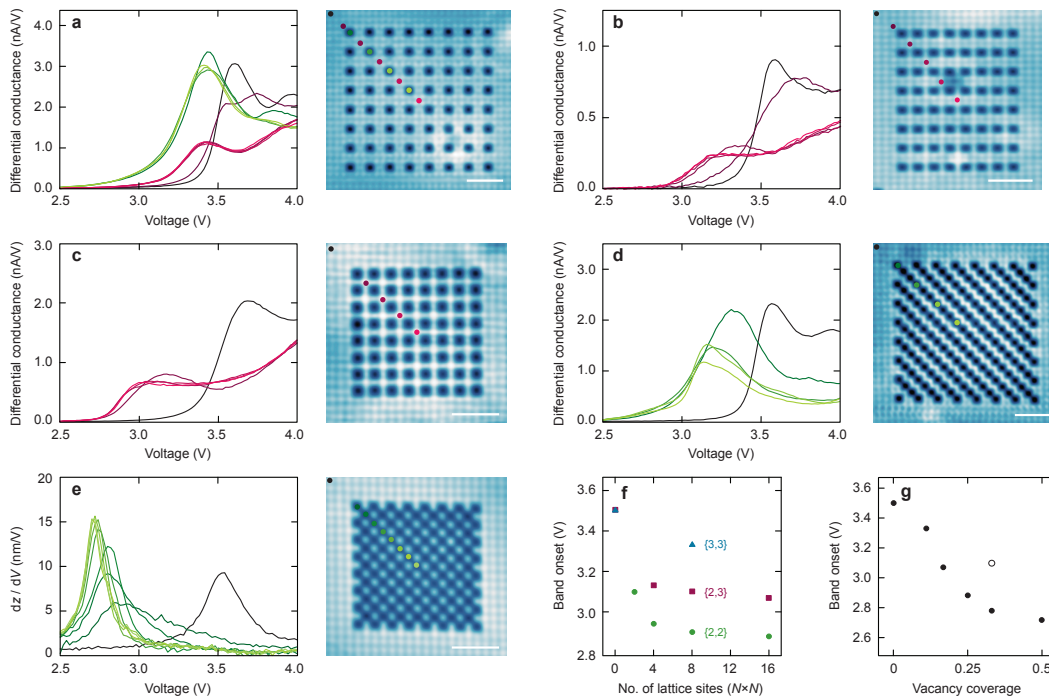 a
Differential conductance (nA/V)
4.0
3.0
2.0
1.0
0.0
2.5 3.0 3.5 4.0
Voltage (V)
b
Differential conductance (nA/V)
1.0
0.5
0.0
2.5 3.0 3.5 4.0
Voltage (V)
c
Differential conductance (nA/V)
3.0
2.0
1.0
0.0
2.5 3.0 3.5 4.0
Voltage (V)
d
Differential conductance (nA/V)
3.0
2.0
1.0
0.0
2.5 3.0 3.5 4.0
Voltage (V)
e
dz / dV (nm/V)
20
15
10
5
0
2.5 3.0 3.5 4.0
Voltage (V)
f
Band onset (V)
3.6
3.4
3.2
3.0
2.8
{3,3}
{2,3}
{2,2}
0 4 8 12 16
No. of lattice sites (N×N)
g
Band onset (V)
3.6
3.4
3.2
3.0
2.8
2.6
0 0.25 0.5
Vacancy coverage